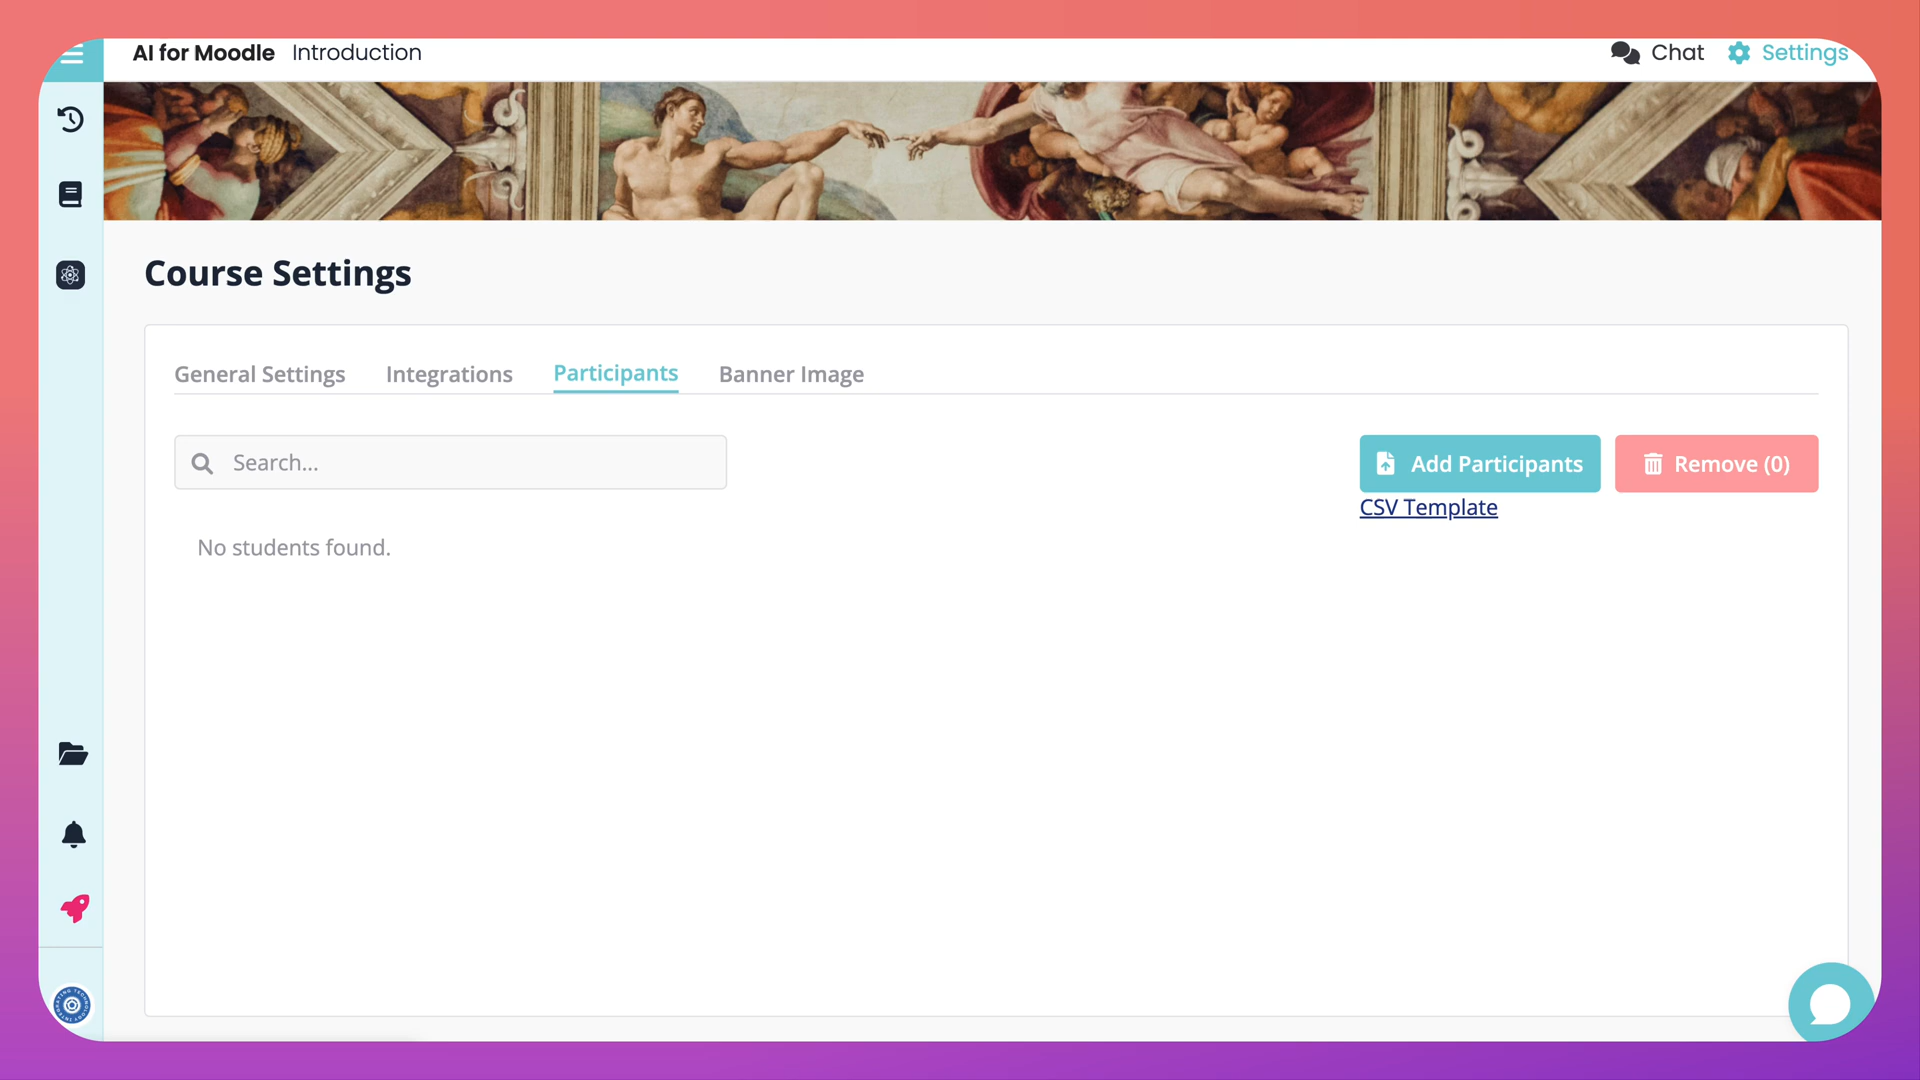 AI for Moodle Introduction
Chat Settings
Course Settings
General Settings Integrations Participants Banner Image
Search...
Add Participants
Remove (0)
CSV Template
No students found.